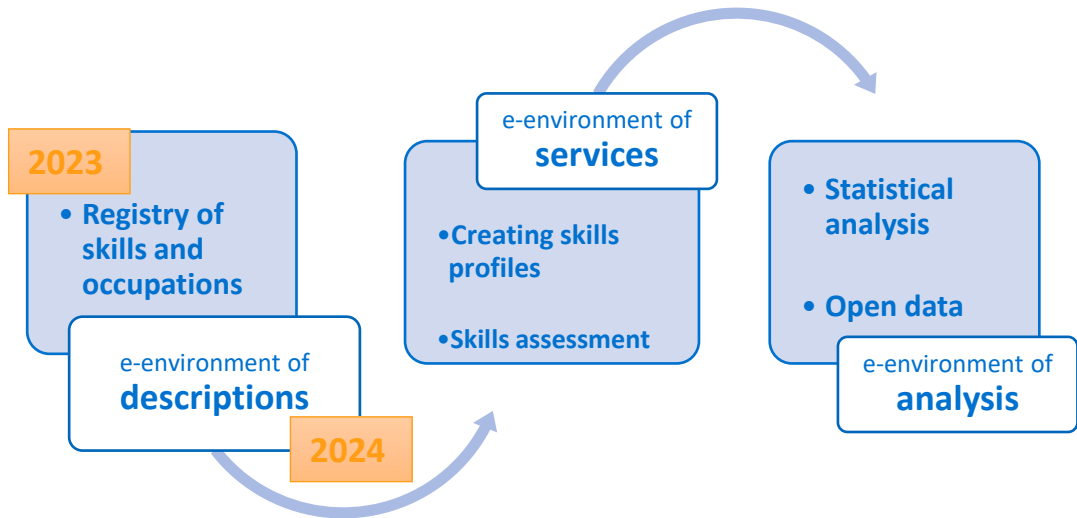 2023
• Registry of
skills and
occupations
e-environment of
descriptions
2024
e-environment of
services
•Creating skills
profiles
•Skills assessment
• Statistical
analysis
• Open data
e-environment of
analysis